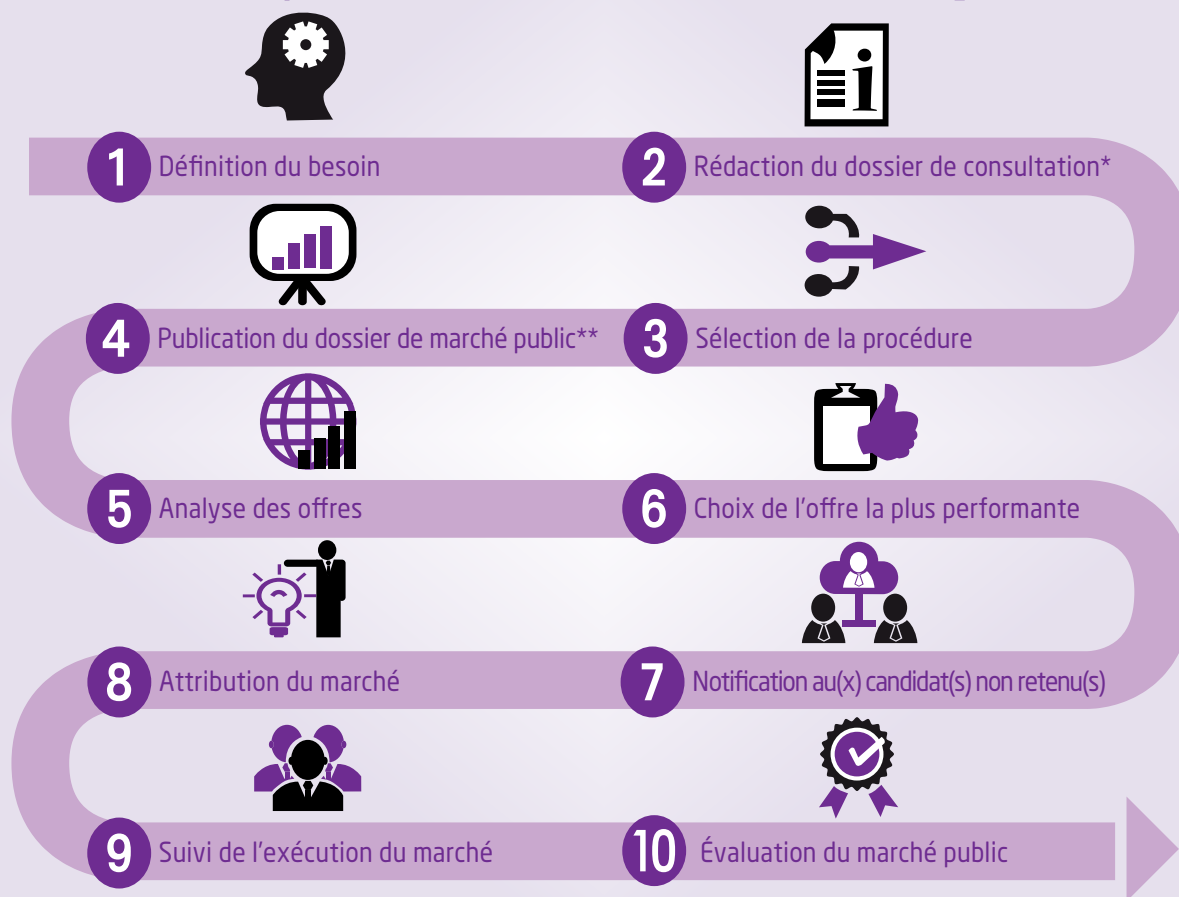 1 Définition du besoin
2 Rédaction du dossier de consultation*
3 Sélection de la procédure
4 Publication du dossier de marché public**
5 Analyse des offres
6 Choix de l'offre la plus performante
7 Notification au(x) candidat(s) non retenu(s)
8 Attribution du marché
9 Suivi de l'exécution du marché
10 Évaluation du marché public